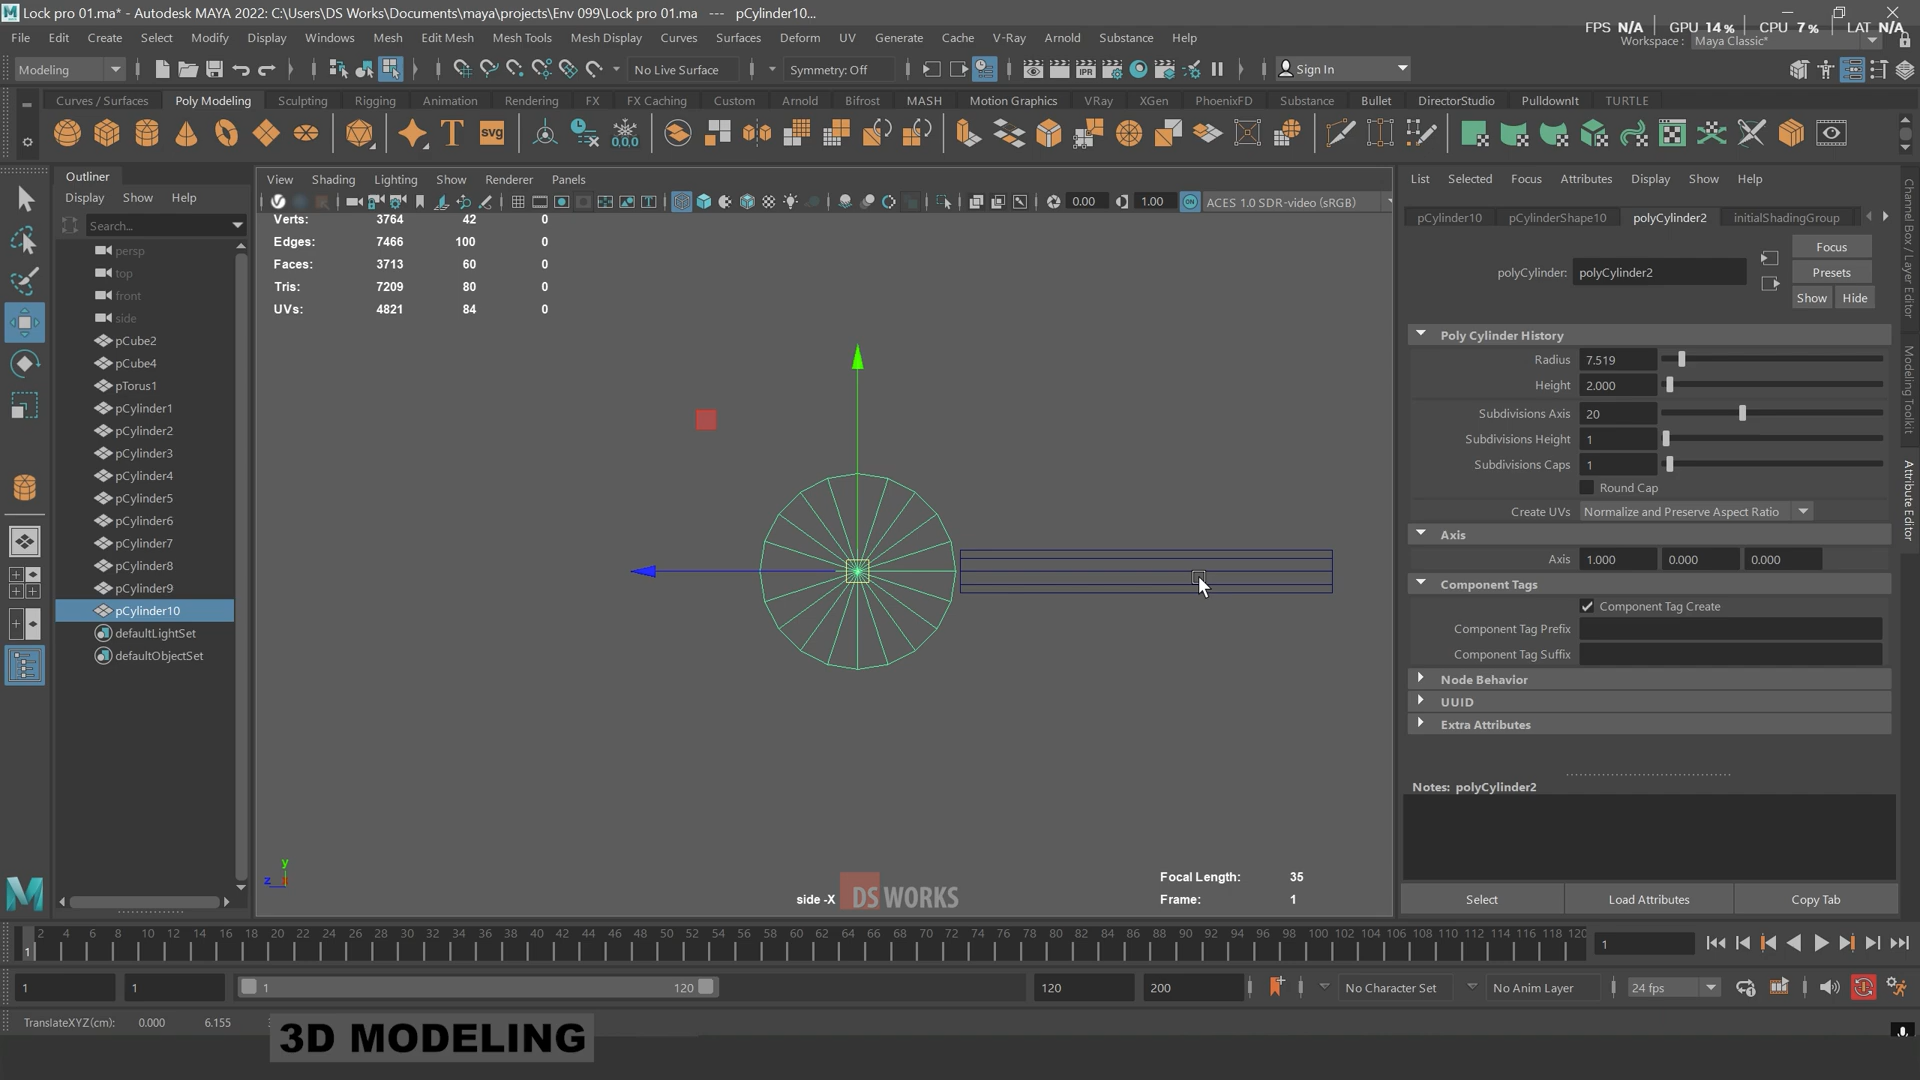 Lock pro 01.ma* - Autodesk MAYA 2022: C:\Users\DS Works\Documents\maya\projects\Env 099\Lock pro 01.ma --- pCylinder10...
FPS N/A GPU 14% CPU 7% LAT N/A
File Edit Create Select Modify Display Windows Mesh Edit Mesh Mesh Tools Mesh Display Curves Surfaces Deform UV Generate Cache V-Ray Arnold Substance Help
Workspace : Maya Classic*
Modeling No Live Surface Symmetry: Off IPR Sign In
Curves / Surfaces Poly Modeling Sculpting Rigging Animation Rendering FX FX Caching Custom Arnold Bifrost MASH Motion Graphics VRay XGen PhoenixFD Substance Bullet DirectorStudio PulldownIt TURTLE
T svg 0,0,0
Outliner
Display Show Help
Search...
persp
top
front
side
pCube2
pCube4
pTorus1
pCylinder1
pCylinder2
pCylinder3
pCylinder4
pCylinder5
pCylinder6
pCylinder7
pCylinder8
pCylinder9
pCylinder10
defaultLightSet
defaultObjectSet
View Shading Lighting Show Renderer Panels
0.00 1.00 ACES 1.0 SDR-video (sRGB)
Verts: 3764 42 0
Edges: 7466 100 0
Faces: 3713 60 0
Tris: 7209 80 0
UVs: 4821 84 0
y
z
Focal Length: 35
side -X
Frame: 1
DS WORKS
List Selected Focus Attributes Display Show Help
pCylinder10 pCylinderShape10 polyCylinder2 initialShadingGroup
polyCylinder: polyCylinder2
Focus
Presets
Show Hide
Poly Cylinder History
Radius 7.519
Height 2.000
Subdivisions Axis 20
Subdivisions Height 1
Subdivisions Caps 1
Round Cap
Create UVs Normalize and Preserve Aspect Ratio
Axis
Axis 1.000 0.000 0.000
Component Tags
Component Tag Create
Component Tag Prefix
Component Tag Suffix
Node Behavior
UUID
Extra Attributes
Notes: polyCylinder2
Select Load Attributes Copy Tab
Channel Box / Layer Editor
Modeling Toolkit
Attribute Editor
2 4 6 8 10 12 14 16 18 20 22 24 26 28 30 32 34 36 38 40 42 44 46 48 50 52 54 56 58 60 62 64 66 68 70 72 74 76 78 80 82 84 86 88 90 92 94 96 98 100 102 104 106 108 110 112 114 116 118 120
1
1
1 1 1 120 120 200 No Character Set No Anim Layer 24 fps
TranslateXYZ(cm): 0.000 6.155
3D MODELING